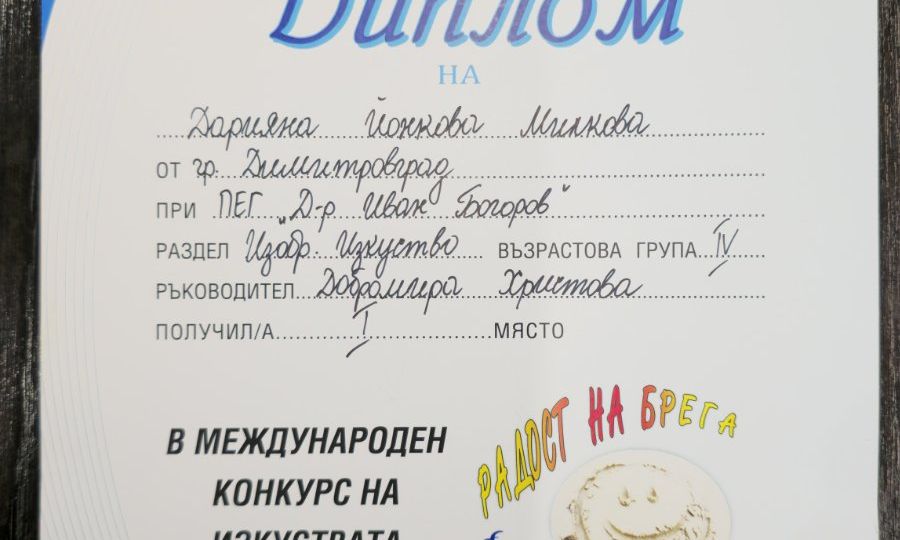 Диплом
НА
Дарияна Йонкова Милкова
ОТ гр. Димитровград
ПРИ ПЕГ "Д-р Иван Богоров"
РАЗДЕЛ Изобр. Изкуство ВЪЗРАСТОВА ГРУПА IV
РЪКОВОДИТЕЛ Добромира Христова
ПОЛУЧИЛ/А I МЯСТО
РАДОСТ НА БРЕГА
В МЕЖДУНАРОДЕН
КОНКУРС НА
ИЗКУСТВАТА